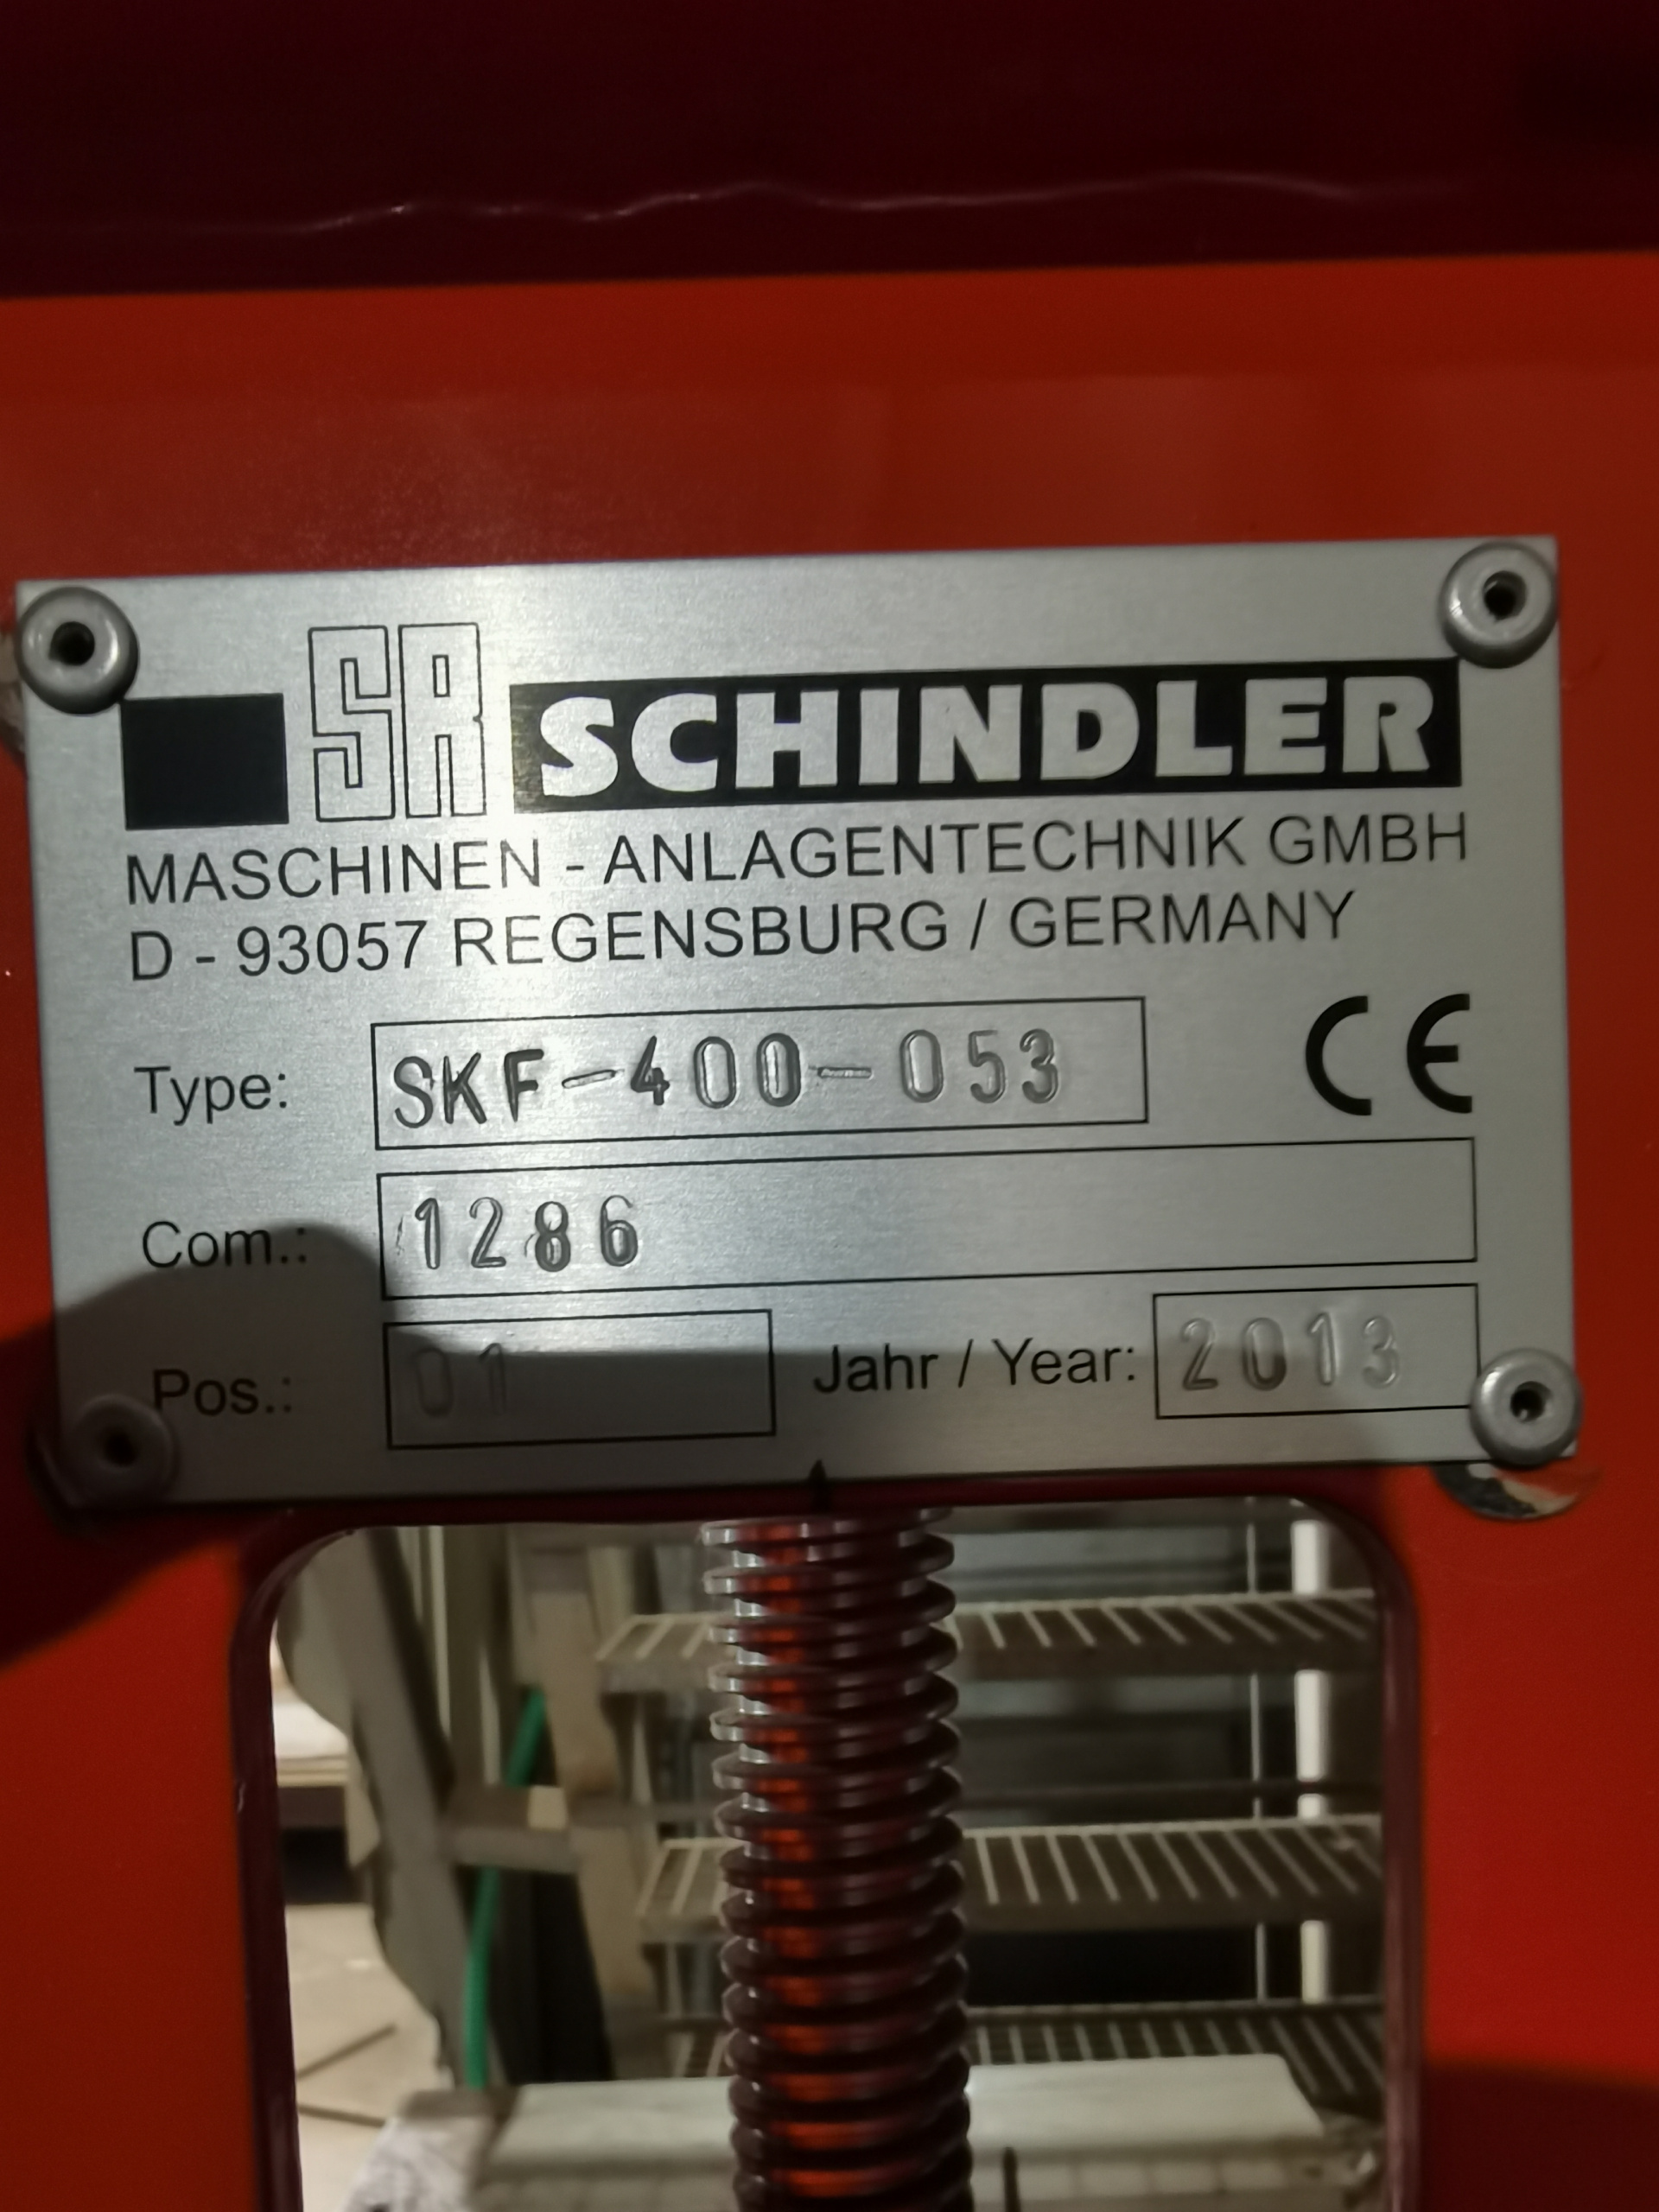 SR SCHINDLER
MASCHINEN - ANLAGENTECHNIK GMBH
D - 93057 REGENSBURG / GERMANY
Type: SKF-400-053 CE
Com.: 1286
Pos.: 01 Jahr / Year: 2013